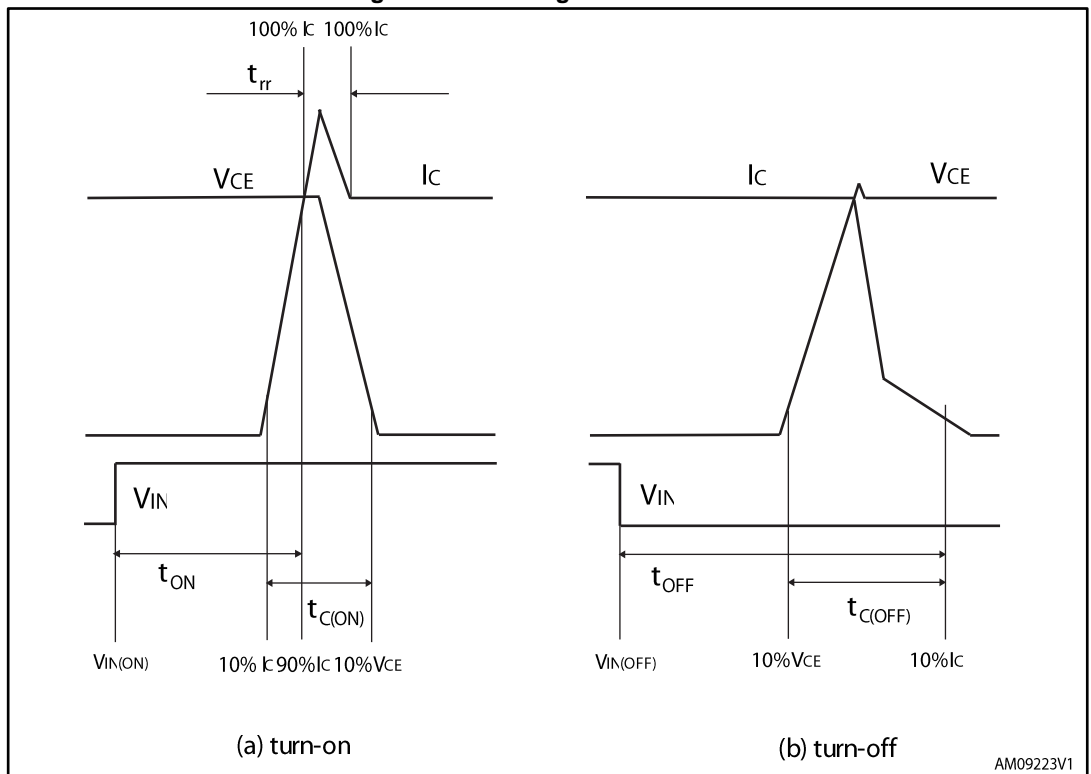 100% IC 100% IC
trr
VCE
IC
IC
VCE
VIN
VIN
tON
tC(ON)
tOFF
tC(OFF)
VIN(ON)
10% IC 90%IC 10%VCE
VIN(OFF)
10%VCE
10%IC
(a) turn-on
(b) turn-off
AM09223V1